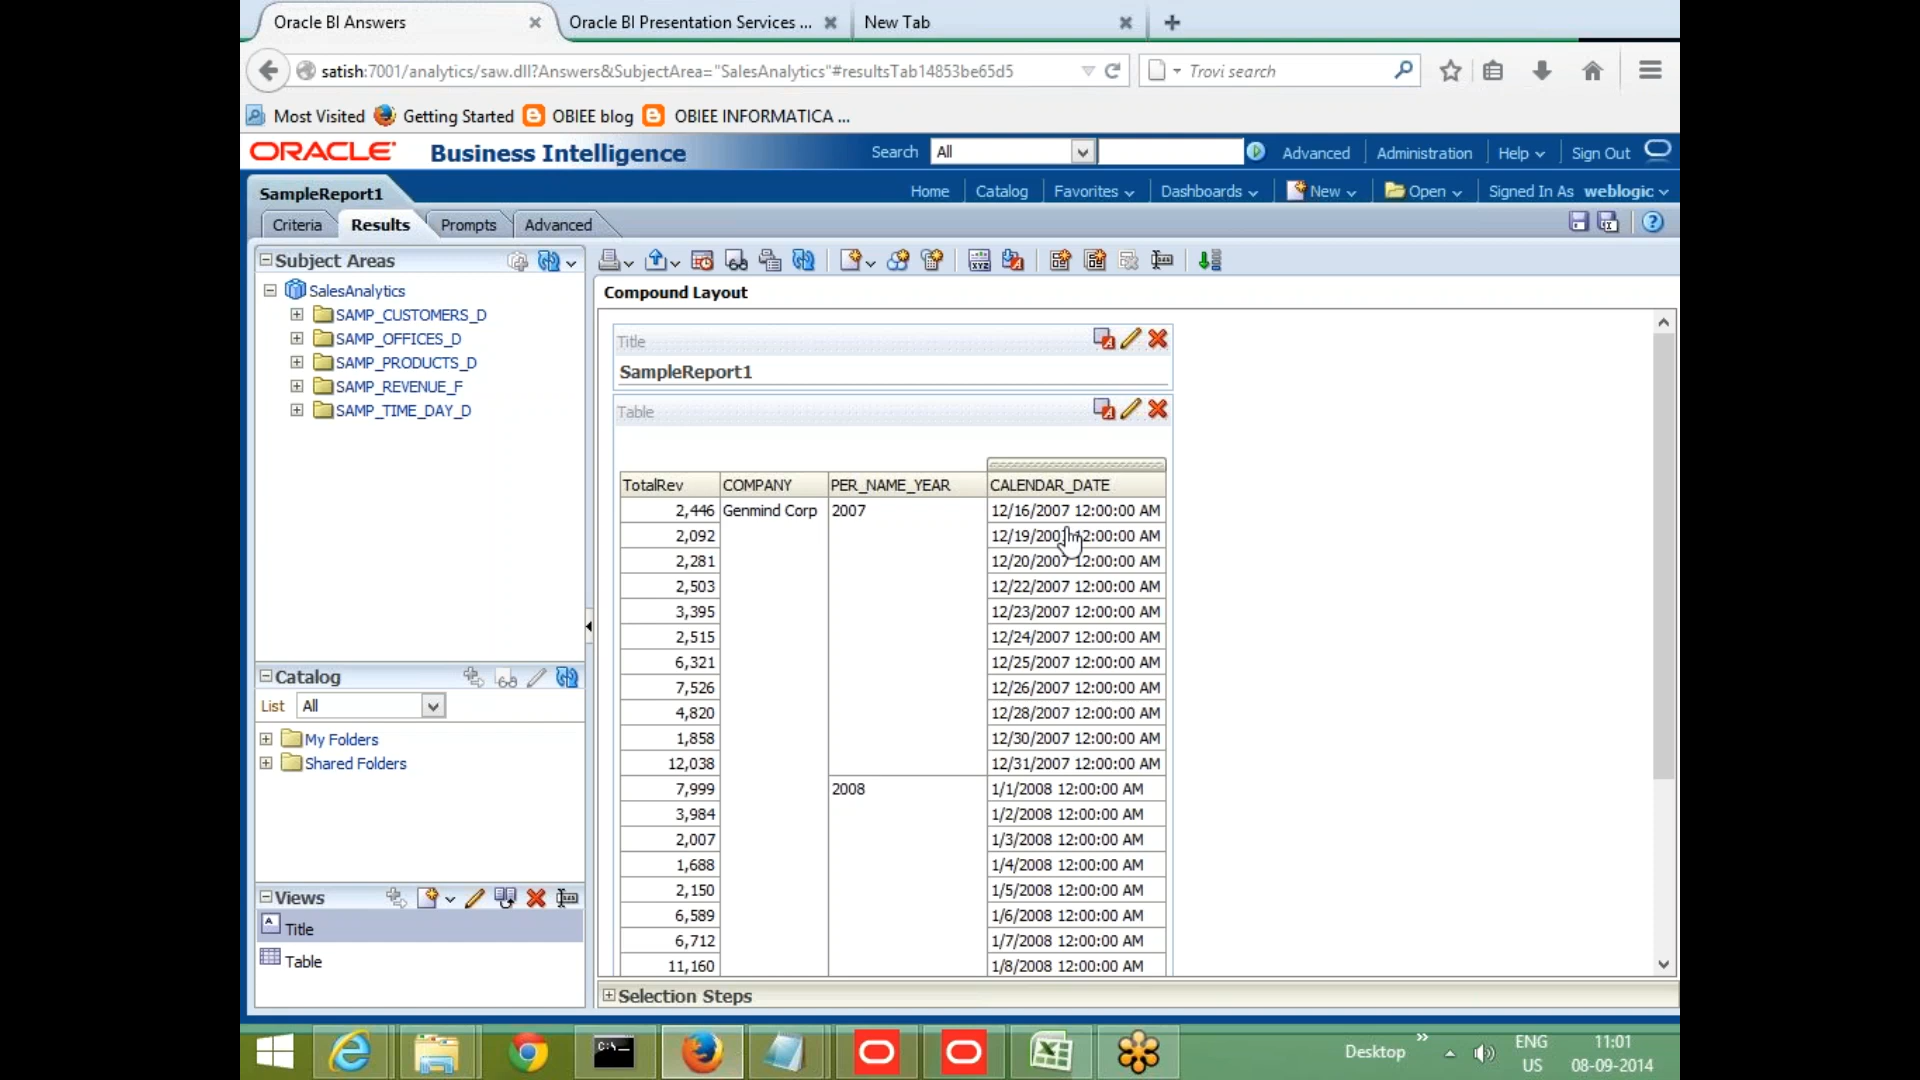 Oracle BI Answers
Oracle BI Presentation Services ...
New Tab
satish:7001/analytics/saw.dll?Answers&SubjectArea="SalesAnalytics"#resultsTab14853be65d5
Trovi search
Most Visited Getting Started OBIEE blog OBIEE INFORMATICA ...
ORACLE Business Intelligence
Search All Advanced Administration Help Sign Out
SampleReport1
Home Catalog Favorites Dashboards New Open Signed In As weblogic
Criteria Results Prompts Advanced
Subject Areas
SalesAnalytics
SAMP_CUSTOMERS_D
SAMP_OFFICES_D
SAMP_PRODUCTS_D
SAMP_REVENUE_F
SAMP_TIME_DAY_D
Catalog
List All
My Folders
Shared Folders
Views
Title
Table
Compound Layout
Title
SampleReport1
Table
TotalRev COMPANY PER_NAME_YEAR CALENDAR_DATE
2,446 Genmind Corp 2007 12/16/2007 12:00:00 AM
2,092 12/19/2007 12:00:00 AM
2,281 12/20/2007 12:00:00 AM
2,503 12/22/2007 12:00:00 AM
3,395 12/23/2007 12:00:00 AM
2,515 12/24/2007 12:00:00 AM
6,321 12/25/2007 12:00:00 AM
7,526 12/26/2007 12:00:00 AM
4,820 12/28/2007 12:00:00 AM
1,858 12/30/2007 12:00:00 AM
12,038 12/31/2007 12:00:00 AM
7,999 2008 1/1/2008 12:00:00 AM
3,984 1/2/2008 12:00:00 AM
2,007 1/3/2008 12:00:00 AM
1,688 1/4/2008 12:00:00 AM
2,150 1/5/2008 12:00:00 AM
6,589 1/6/2008 12:00:00 AM
6,712 1/7/2008 12:00:00 AM
11,160 1/8/2008 12:00:00 AM
Selection Steps
Desktop
ENG
US
11:01
08-09-2014